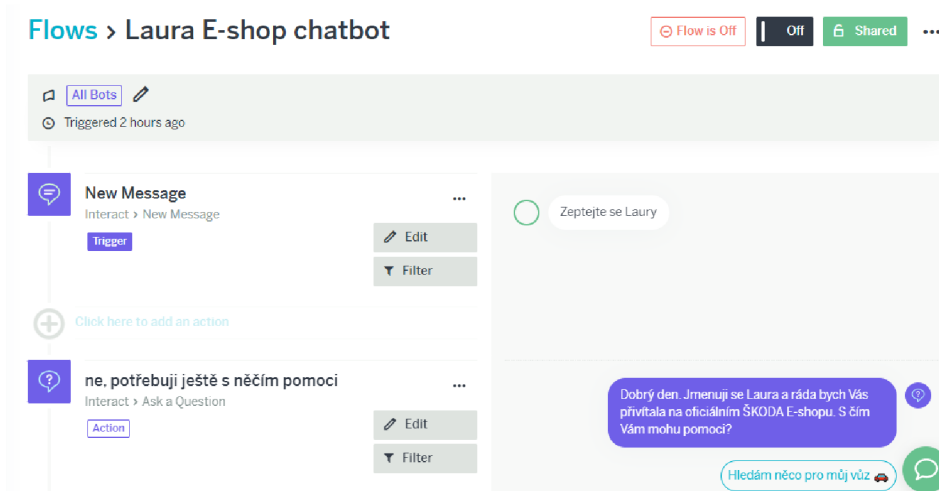 Flows > Laura E-shop chatbot
Flow is Off
Off
Shared
All Bots
Triggered 2 hours ago
New Message
Interact > New Message
Trigger
Edit
Filter
Zeptejte se Laury
Click here to add an action
ne, potřebuji ještě s něčím pomoci
Interact > Ask a Question
Action
Edit
Filter
Dobrý den. Jmenuji se Laura a ráda bych Vás
přivítala na oficiálním ŠKODA E-shopu. S čím
Vám mohu pomoci?
Hledám něco pro můj vůz